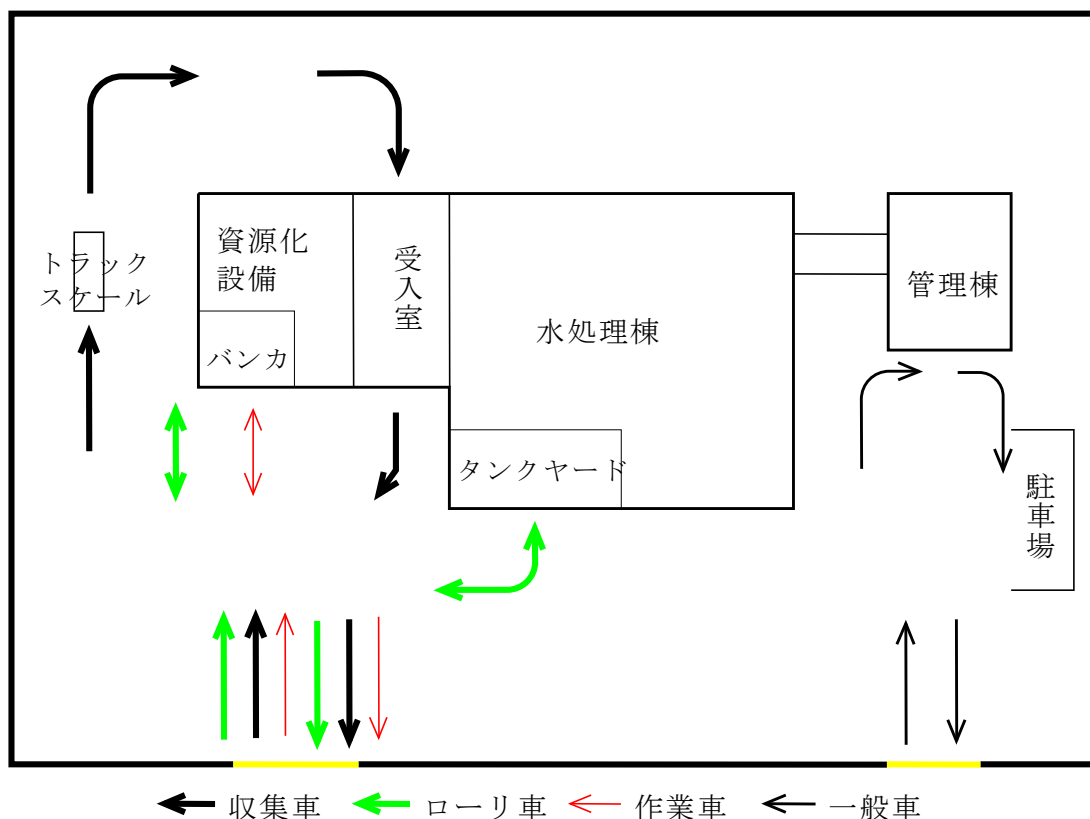 トラック
スケール
資源化
設備
バンカ
受入室
水処理棟
タンクヤード
管理棟
駐車場
収集車
ローリ車
作業車
一般車